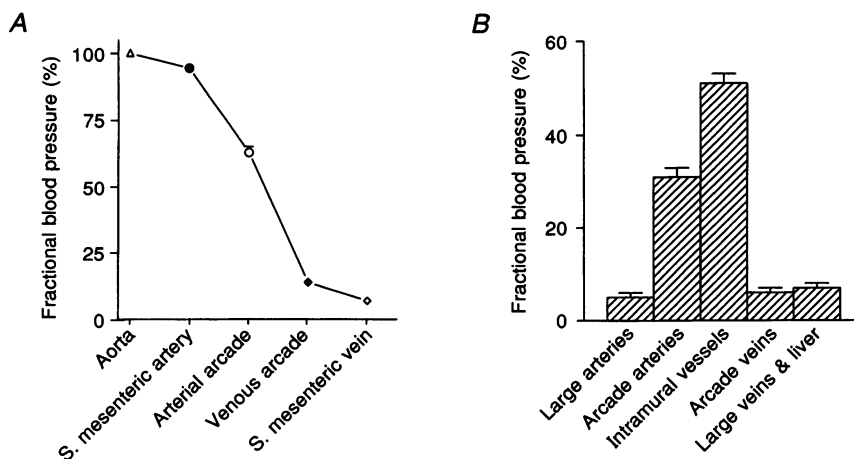 A
Fractional blood pressure (%)
100
75
50
25
0
Aorta
S. mesenteric artery
Arterial arcade
Venous arcade
S. mesenteric vein
B
Fractional blood pressure (%)
60
40
20
0
Large arteries
Arcade arteries
Intramural vessels
Arcade veins
Large veins & liver